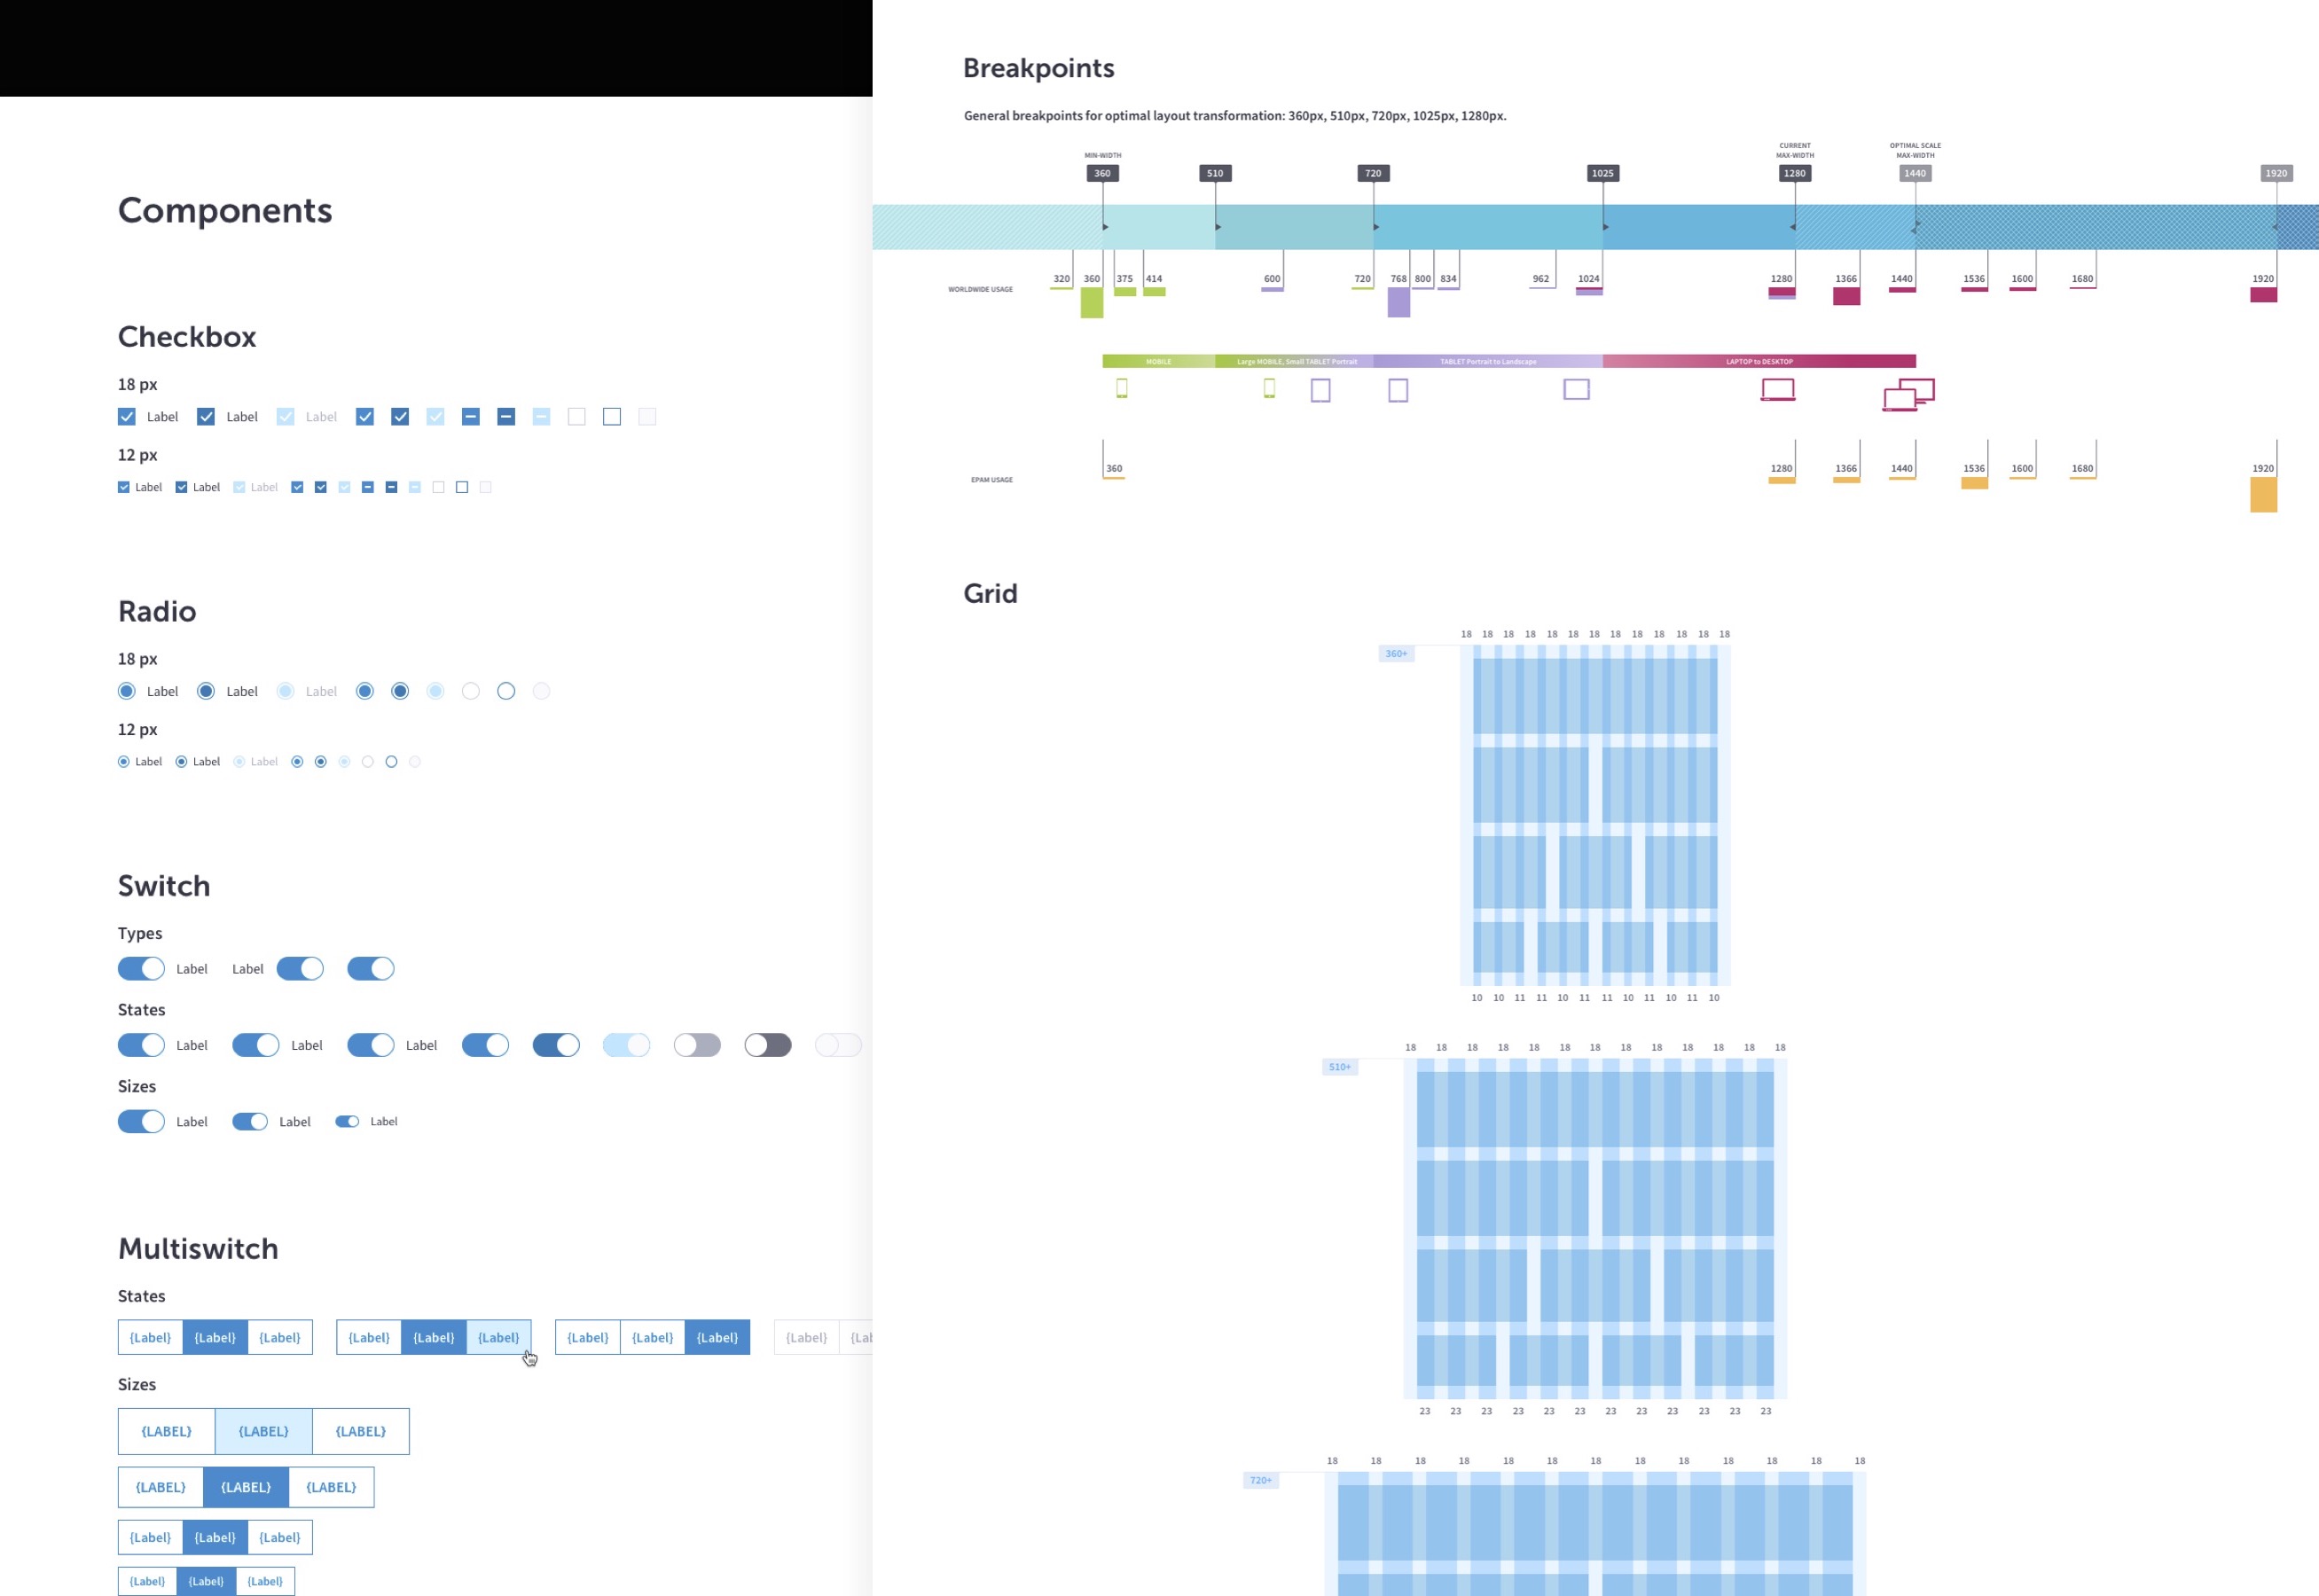 Components
Checkbox
18 px
Label Label Label
12 px
Label Label Label
Radio
18 px
Label Label Label
12 px
Label Label Label
Switch
Types
Label Label
States
Label Label Label
Sizes
Label Label Label
Multiswitch
States
{Label} {Label} {Label} {Label} {Label} {Label} {Label} {Label} {Label} {Label} {Lab
Sizes
{LABEL} {LABEL} {LABEL}
{LABEL} {LABEL} {LABEL}
{Label} {Label} {Label}
{Label} {Label} {Label}
Breakpoints
General breakpoints for optimal layout transformation: 360px, 510px, 720px, 1025px, 1280px.
MIN-WIDTH
CURRENT
MAX-WIDTH
OPTIMAL SCALE
MAX-WIDTH
360 510 720 1025 1280 1440 1920
WORLDWIDE USAGE
320 360 375 414 600 720 768 800 834 962 1024 1280 1366 1440 1536 1600 1680 1920
MOBILE Large MOBILE, Small TABLET Portrait TABLET Portrait to Landscape LAPTOP to DESKTOP
EPAM USAGE
360 1280 1366 1440 1536 1600 1680 1920
Grid
18 18 18 18 18 18 18 18 18 18 18 18 18
360+
10 10 11 11 10 11 11 10 11 10 11 10
18 18 18 18 18 18 18 18 18 18 18 18 18
510+
23 23 23 23 23 23 23 23 23 23 23 23
18 18 18 18 18 18 18 18 18 18 18 18 18
720+